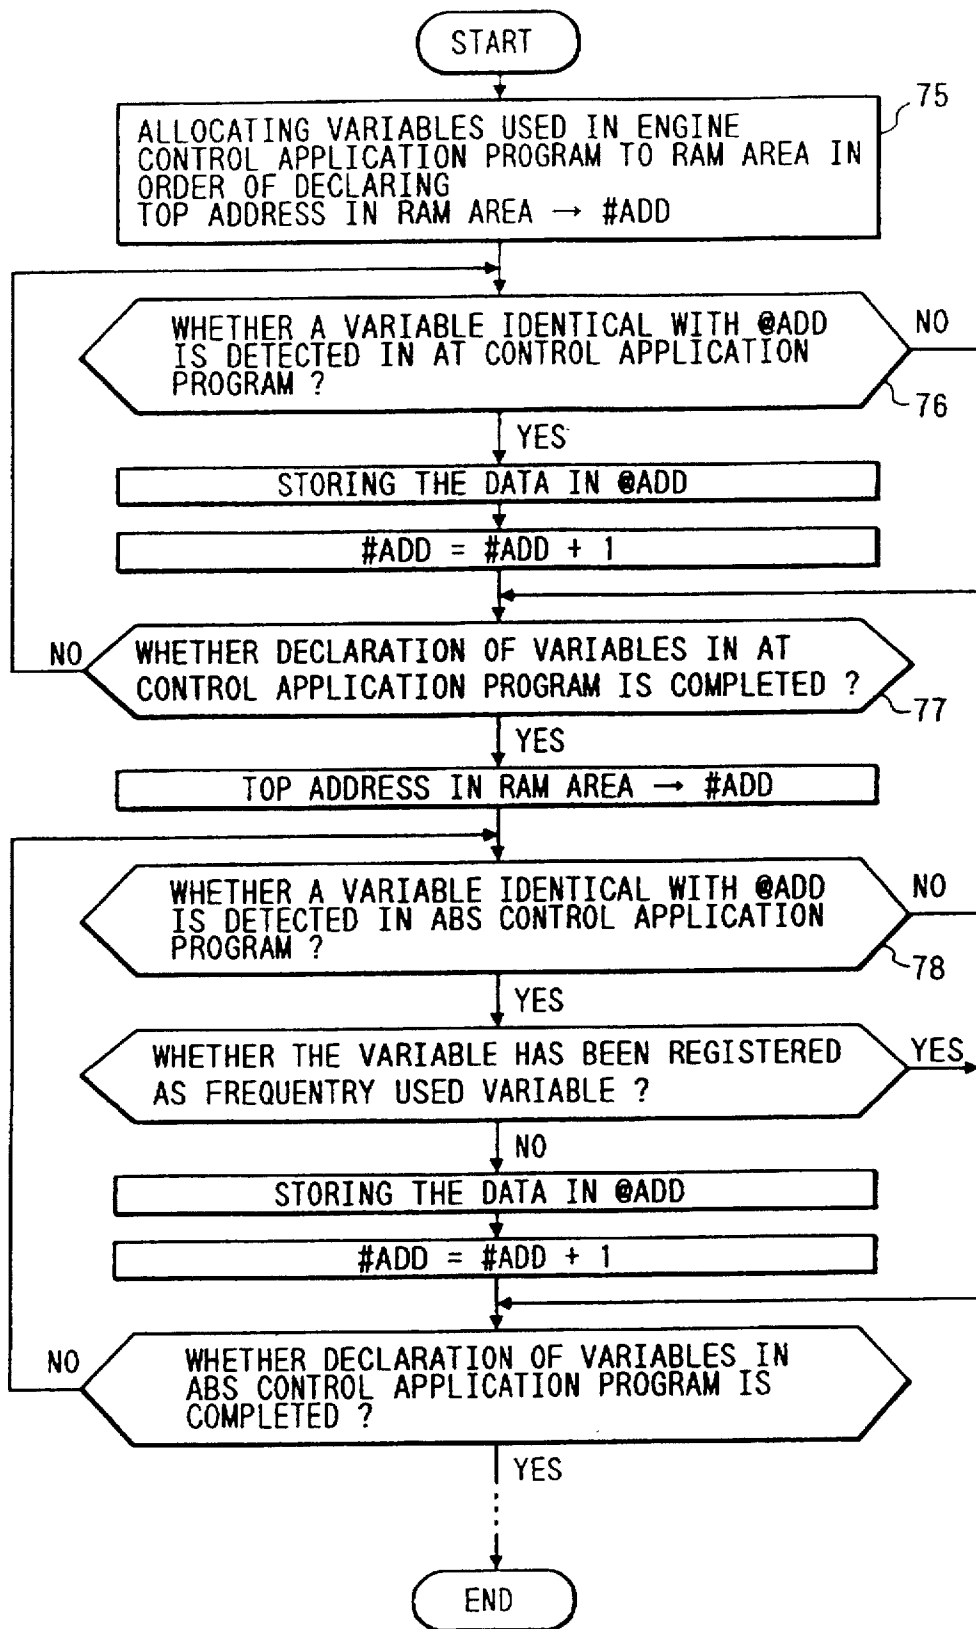 START
75
ALLOCATING VARIABLES USED IN ENGINE
CONTROL APPLICATION PROGRAM TO RAM AREA IN
ORDER OF DECLARING
TOP ADDRESS IN RAM AREA → #ADD
WHETHER A VARIABLE IDENTICAL WITH @ADD
IS DETECTED IN AT CONTROL APPLICATION
PROGRAM ?
NO
76
YES
STORING THE DATA IN @ADD
#ADD = #ADD + 1
NO
WHETHER DECLARATION OF VARIABLES IN AT
CONTROL APPLICATION PROGRAM IS COMPLETED ?
77
YES
TOP ADDRESS IN RAM AREA → #ADD
WHETHER A VARIABLE IDENTICAL WITH @ADD
IS DETECTED IN ABS CONTROL APPLICATION
PROGRAM ?
NO
78
YES
WHETHER THE VARIABLE HAS BEEN REGISTERED
AS FREQUENTRY USED VARIABLE ?
YES
NO
STORING THE DATA IN @ADD
#ADD = #ADD + 1
NO
WHETHER DECLARATION OF VARIABLES IN
ABS CONTROL APPLICATION PROGRAM IS
COMPLETED ?
YES
END